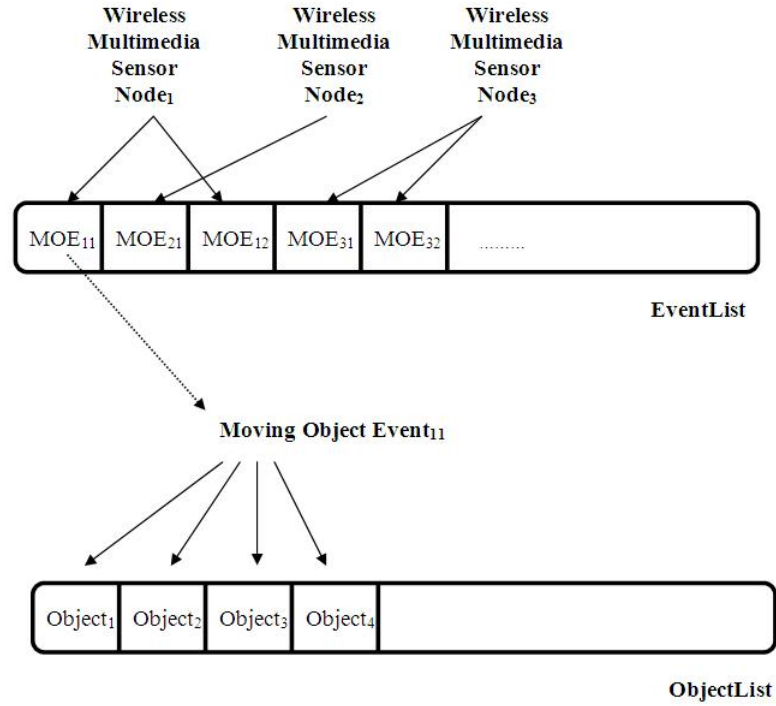 Wireless Multimedia Sensor Node₁
Wireless Multimedia Sensor Node₂
Wireless Multimedia Sensor Node₃
MOE₁₁ MOE₂₁ MOE₁₂ MOE₃₁ MOE₃₂ .........
EventList
Moving Object Event₁₁
Object₁ Object₂ Object₃ Object₄
ObjectList